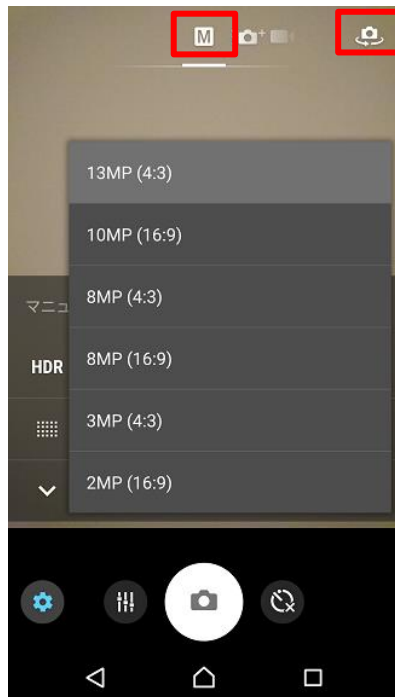 M
13MP (4:3)
10MP (16:9)
マニュ
8MP (4:3)
HDR
8MP (16:9)
3MP (4:3)
2MP (16:9)